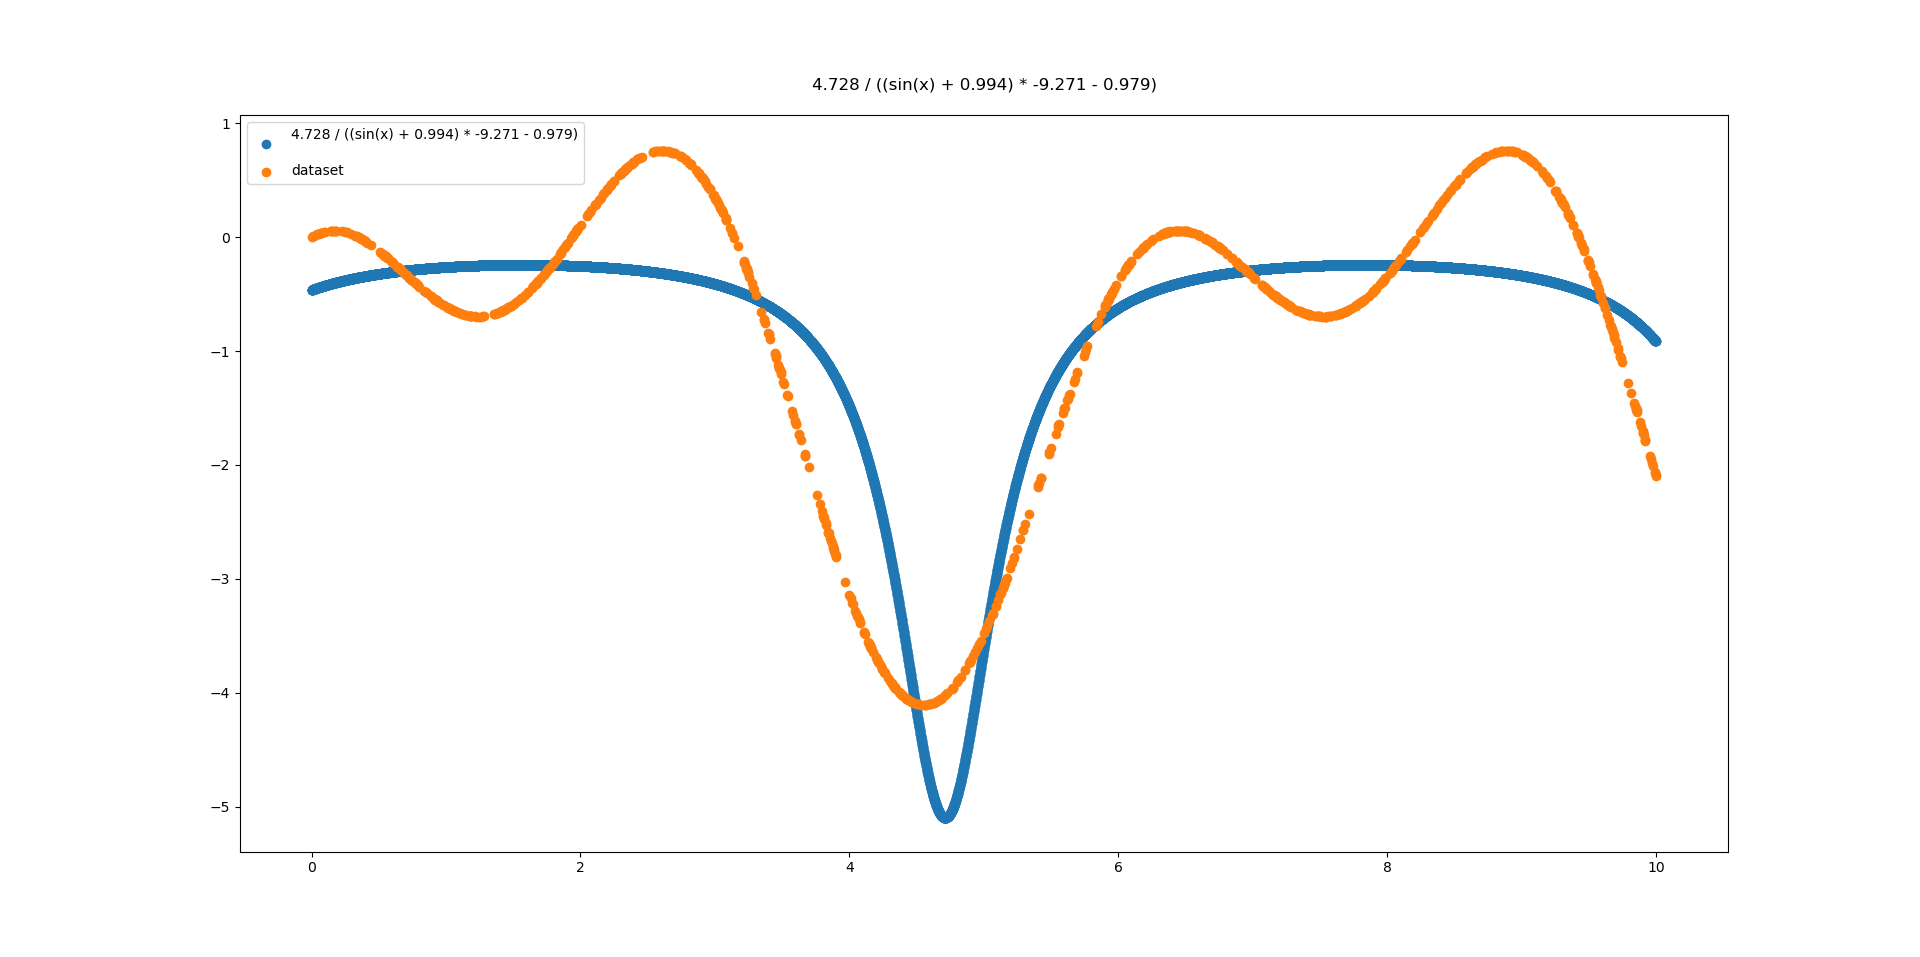 4.728 / ((sin(x) + 0.994) * -9.271 - 0.979)
4.728 / ((sin(x) + 0.994) * -9.271 - 0.979)
dataset
1
0
−1
−2
−3
−4
−5
0 2 4 6 8 10